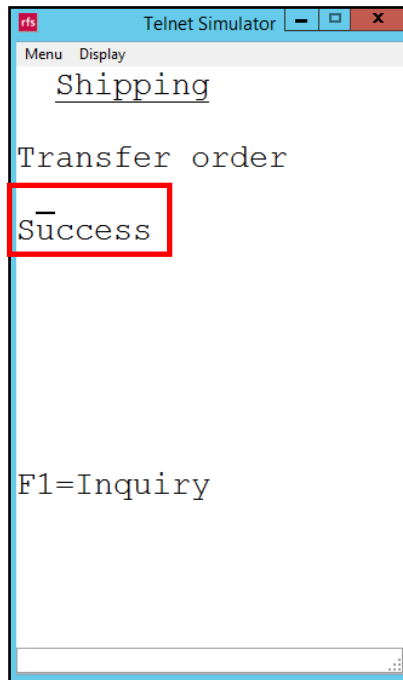 rfs Telnet Simulator X
Menu Display
Shipping
Transfer order
Success
F1=Inquiry